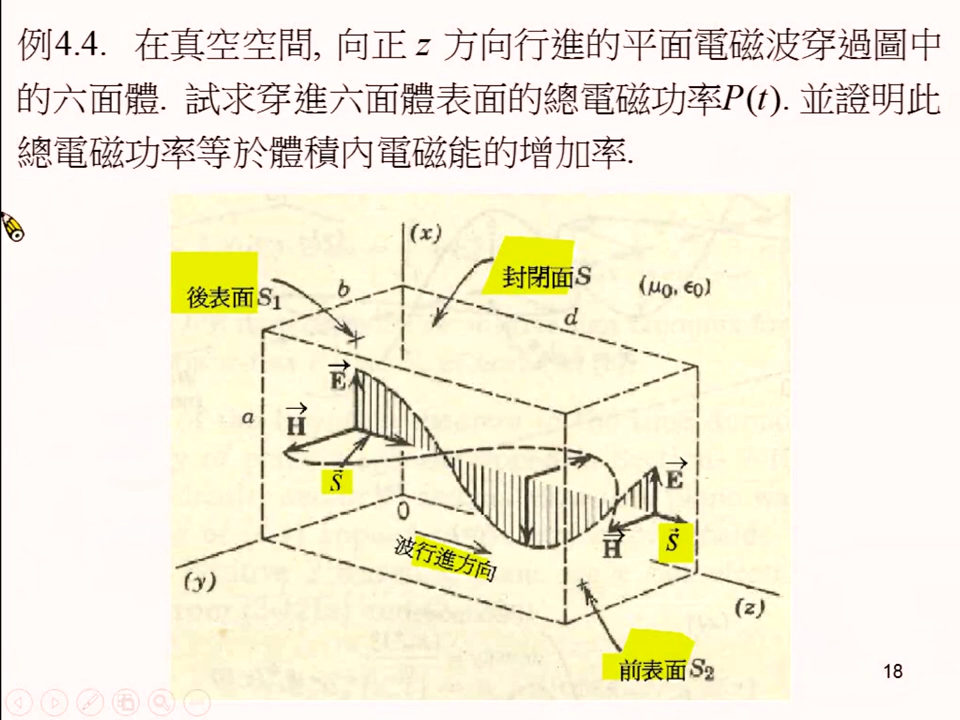 例4.4. 在真空空間, 向正 z 方向行進的平面電磁波穿過圖中
的六面體. 試求穿進六面體表面的總電磁功率P(t). 並證明此
總電磁功率等於體積內電磁能的增加率.
(x)
封閉面S
(μ0, ϵ0)
後表面S1
b
d
E
a
H
S
E
0
H
S
波行進方向
(y)
(z)
前表面S2
18